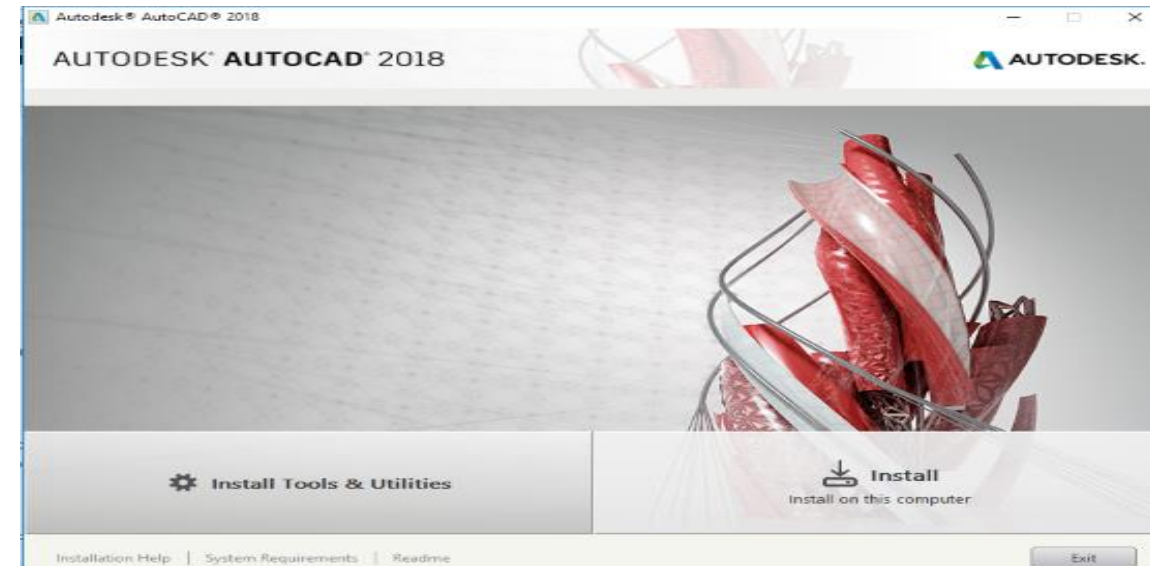 Autodesk® AutoCAD® 2018
AUTODESK® AUTOCAD® 2018
AUTODESK.
Install Tools & Utilities
Install
Install on this computer
Installation Help | System Requirements | Readme
Exit